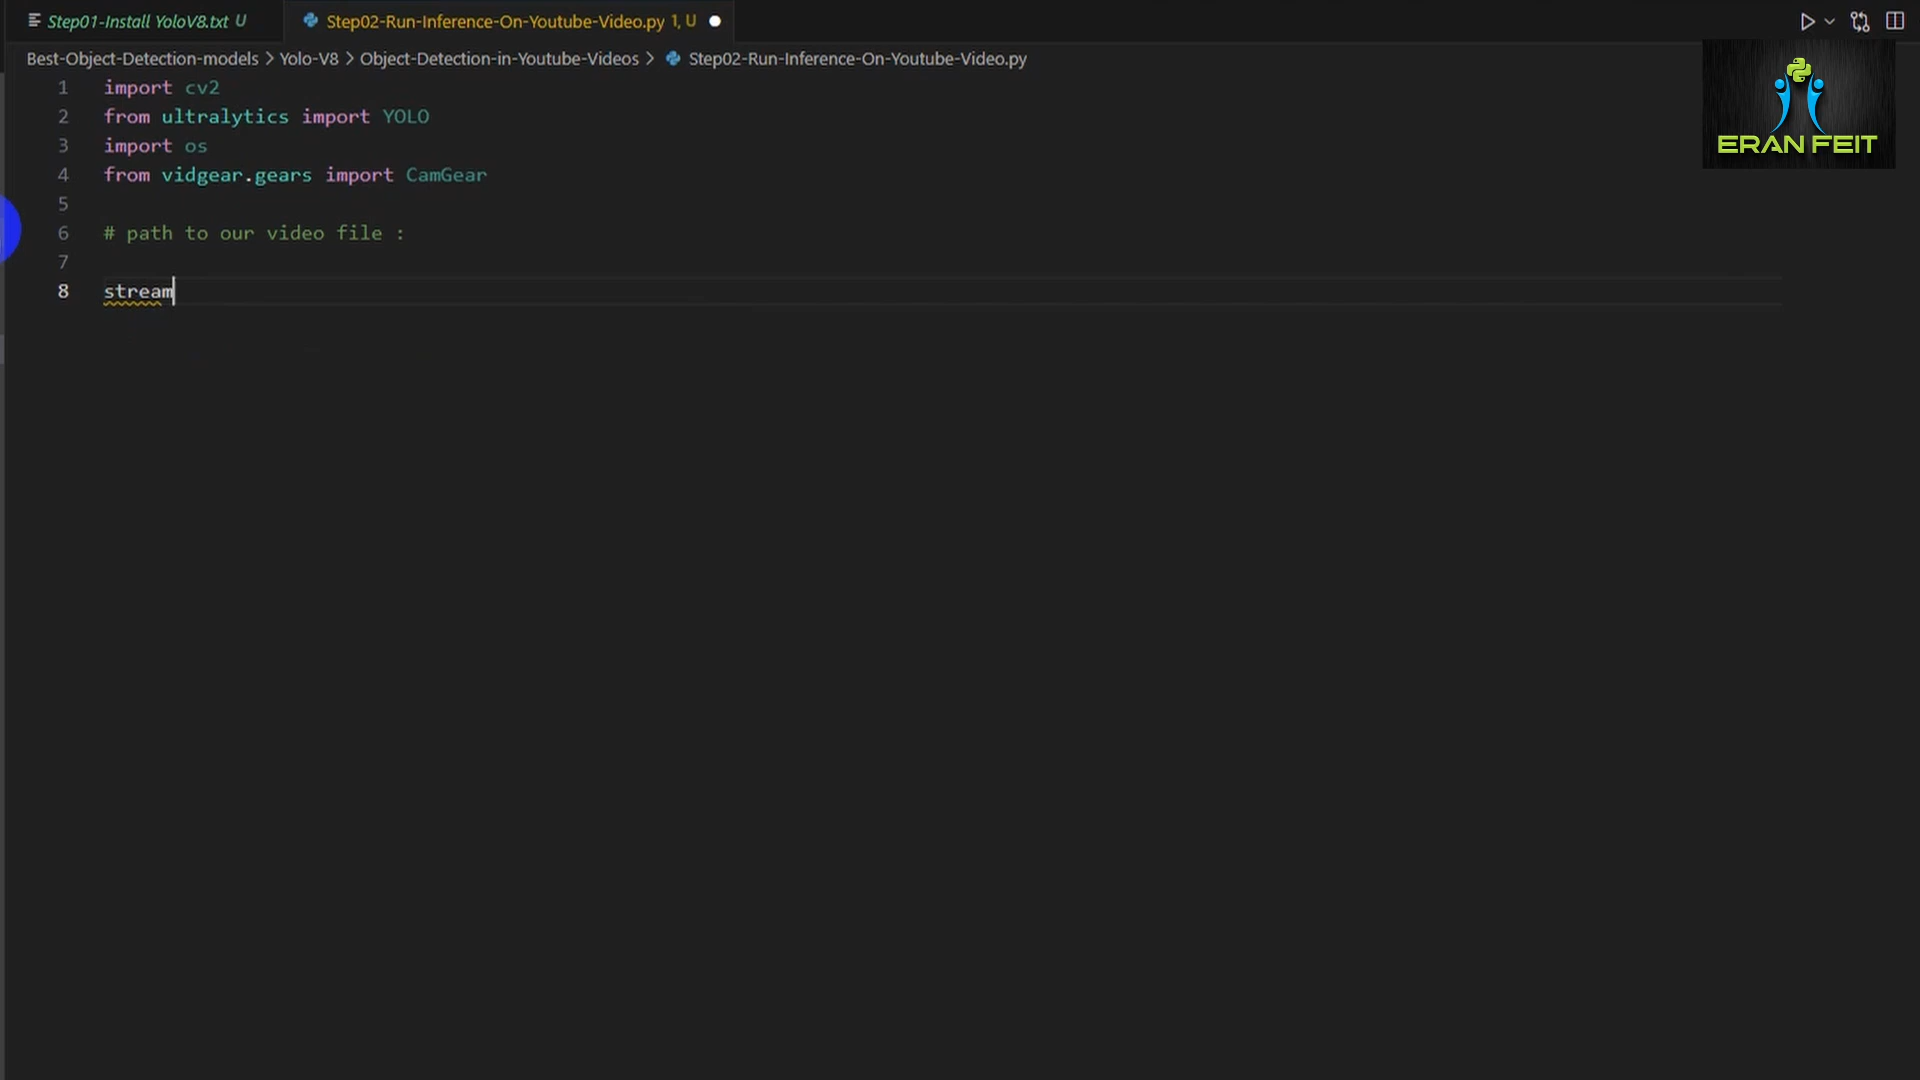 Step01-Install YoloV8.txt U
Step02-Run-Inference-On-Youtube-Video.py 1, U
Best-Object-Detection-models > Yolo-V8 > Object-Detection-in-Youtube-Videos > Step02-Run-Inference-On-Youtube-Video.py
ERAN FEIT
1 import cv2
2 from ultralytics import YOLO
3 import os
4 from vidgear.gears import CamGear
5
6 # path to our video file :
7
8 stream